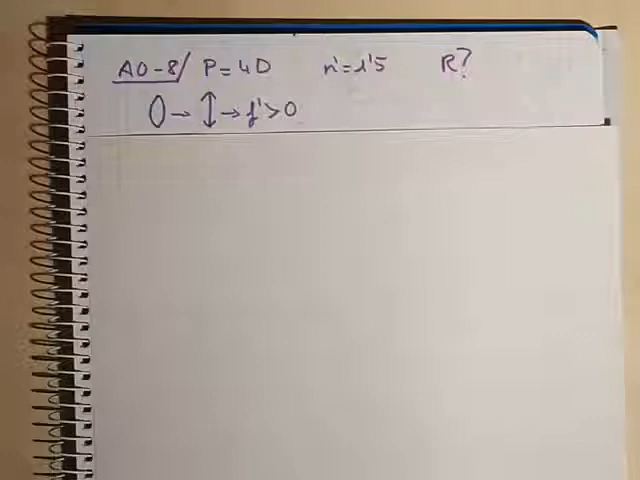 AO-8/ P=4D n'=1'5 R?
→ ↕ → f'>0